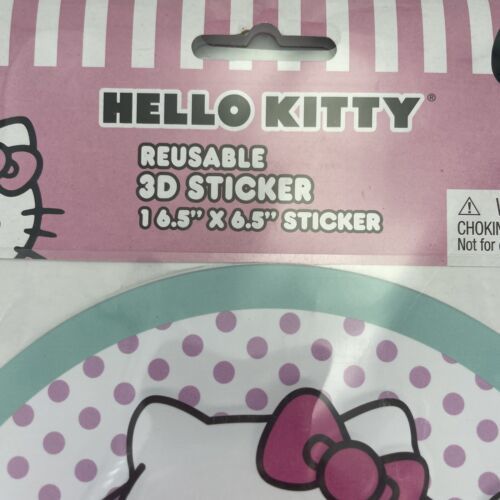 HELLO KITTY®
REUSABLE
3D STICKER
1 6.5" X 6.5" STICKER
CHOKIN
Not for